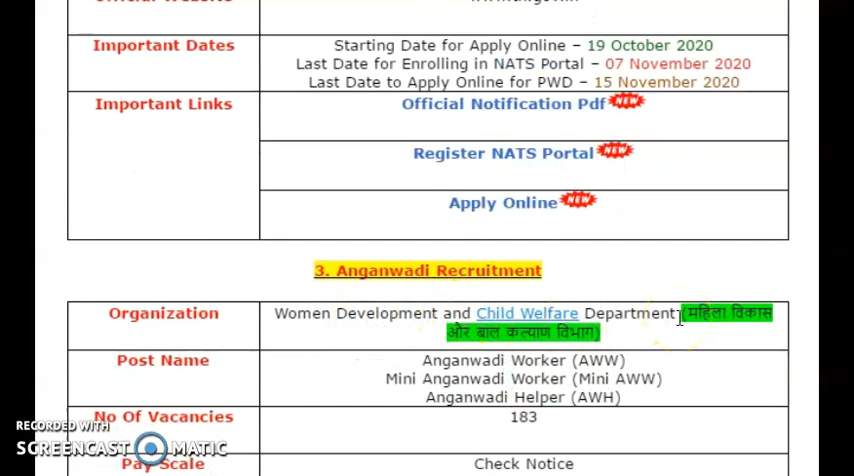 Important Dates
Starting Date for Apply Online – 19 October 2020
Last Date for Enrolling in NATS Portal – 07 November 2020
Last Date to Apply Online for PWD – 15 November 2020
Important Links
Official Notification Pdf NEW
Register NATS Portal NEW
Apply Online NEW
3. Anganwadi Recruitment
Organization
Women Development and Child Welfare Department (महिला विकास
और बाल कल्याण विभाग)
Post Name
Anganwadi Worker (AWW)
Mini Anganwadi Worker (Mini AWW)
Anganwadi Helper (AWH)
No Of Vacancies
183
Pay Scale
Check Notice
RECORDED WITH
SCREENCAST MATIC